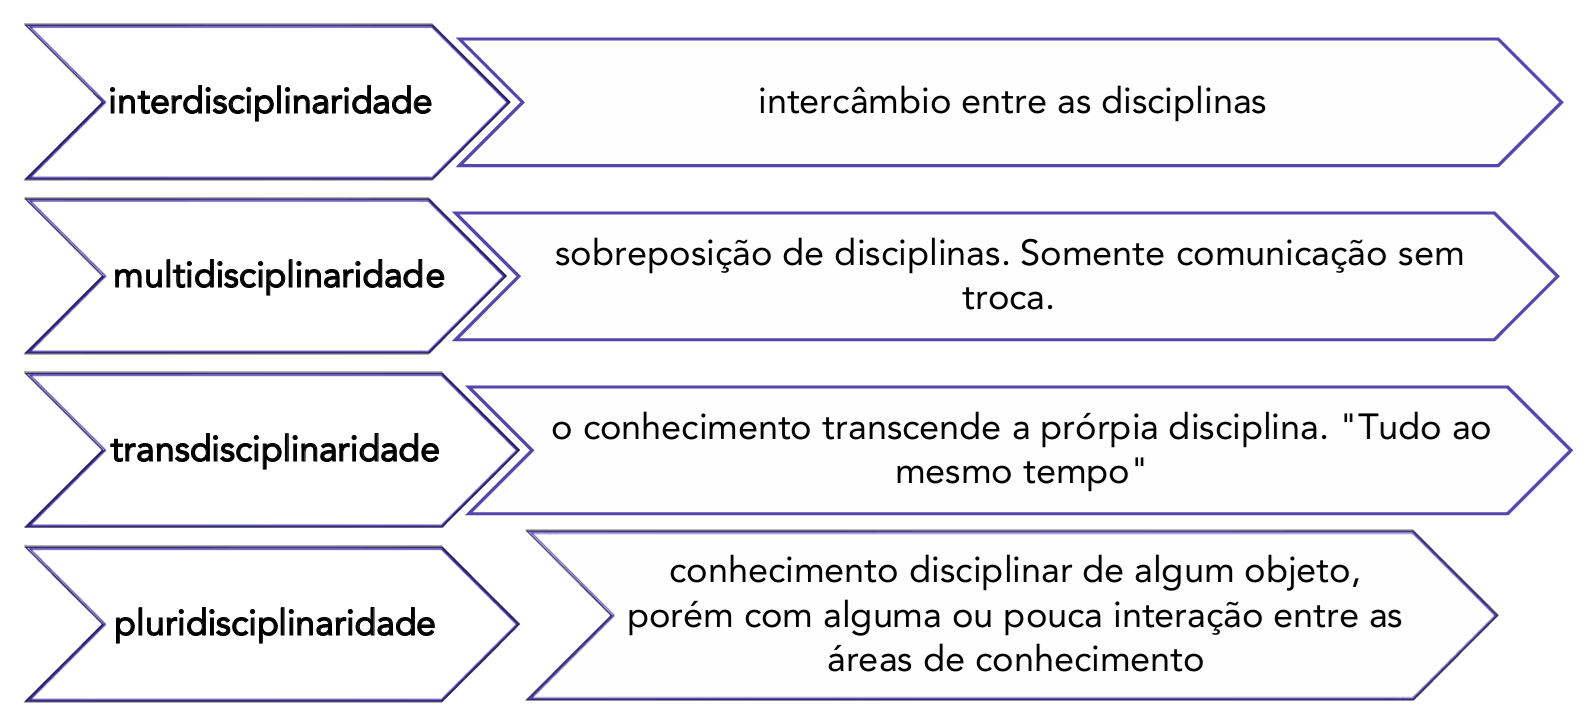 interdisciplinaridade
intercâmbio entre as disciplinas
multidisciplinaridade
sobreposição de disciplinas. Somente comunicação sem
troca.
transdisciplinaridade
o conhecimento transcende a prórpia disciplina. "Tudo ao
mesmo tempo"
pluridisciplinaridade
conhecimento disciplinar de algum objeto,
porém com alguma ou pouca interação entre as
áreas de conhecimento